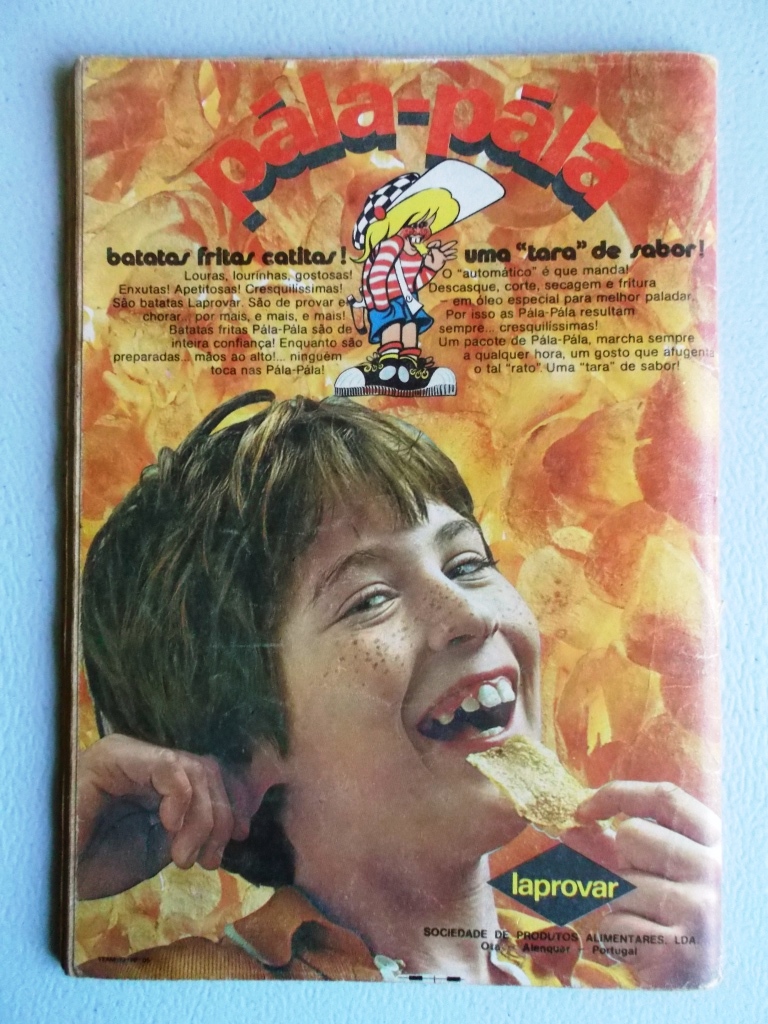 pála-pála
batatas fritas catitas!
Louras, lourinhas, gostosas!
Enxutas! Apetitosas! Cresquilissimas!
São batatas Laprovar. São de provar e
chorar.. por mais, e mais, e mais!
Batatas fritas Pála-Pála são de
inteira confiança! Enquanto são
preparadas... mãos ao alto!... ninguém
toca nas Pála-Pála!
uma "tara" de sabor!
O "automático" é que manda!
Descasque, corte, secagem e fritura
em óleo especial para melhor paladar.
Por isso as Pála-Pála resultam
sempre... cresquilíssimas!
Um pacote de Pála-Pála, marcha sempre
a qualquer hora, um gosto que afugenta
o tal "rato" Uma "tara" de sabor!
laprovar
SOCIEDADE DE PRODUTOS ALIMENTARES, LDA.
Ota - Alenquer - Portugal